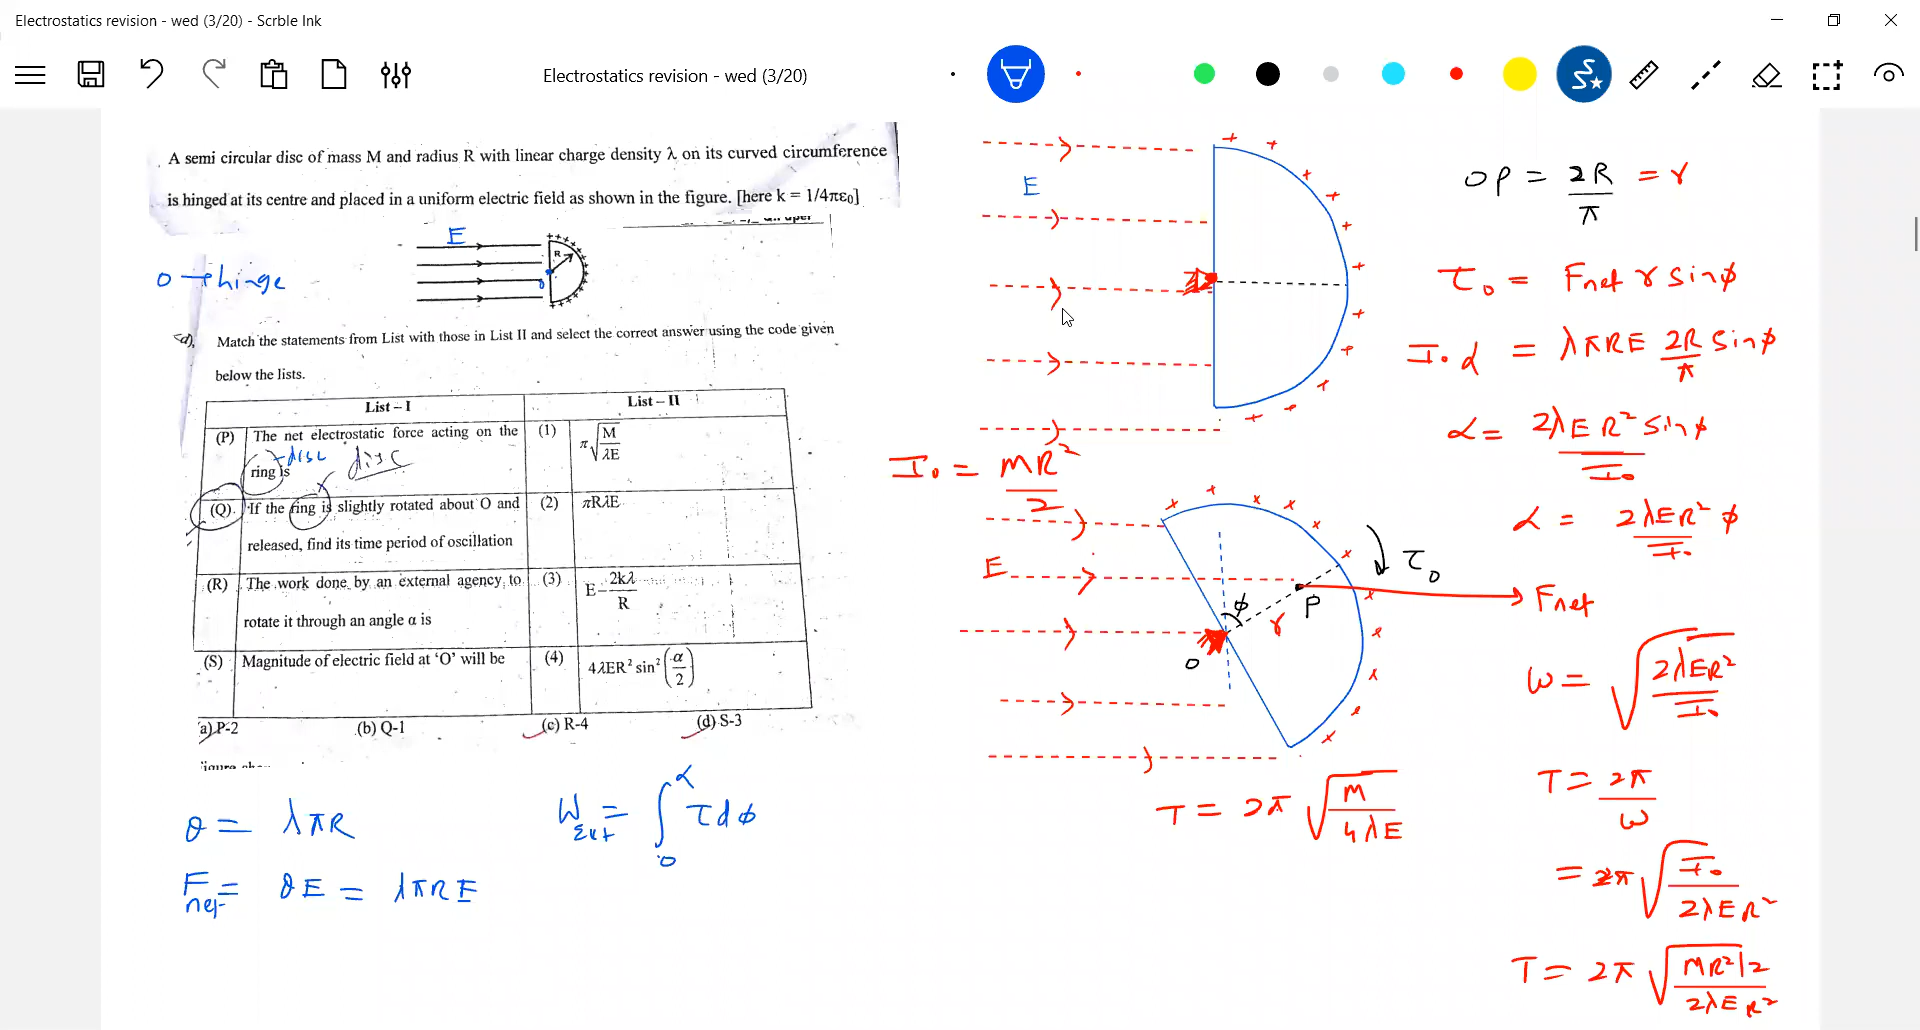 Electrostatics revision - wed (3/20) - Scrble Ink
Electrostatics revision - wed (3/20)
A semi circular disc of mass M and radius R with linear charge density λ on its curved circumference
is hinged at its centre and placed in a uniform electric field as shown in the figure. [here k = 1/4πε₀]
E
R
O → hinge
Match the statements from List with those in List II and select the correct answer using the code given
below the lists.
List – I
List – II
(P) The net electrostatic force acting on the
ring is
disc
disc
(1) π√(M/λE)
(Q) If the ring is slightly rotated about O and
released, find its time period of oscillation
(2) πRλE
(R) The work done by an external agency to
rotate it through an angle α is
(3) E – 2kλ/R
(S) Magnitude of electric field at ‘O’ will be
(4) 4λER² sin² (α/2)
(a) P-2 (b) Q-1 (c) R-4 (d) S-3
Q = λπR
F net = QE = λπRE
W Ext = ∫₀^α τdφ
E
+ + + + + + + + + + + +
OP = 2R/π = r
τ₀ = Fnet r sinφ
I₀α = λπRE 2R/π sinφ
α = 2λER² sinφ / I₀
I₀ = MR²/2
α = 2λER²/I₀ φ
E
φ
r
P
O
τ₀
Fnet
ω = √(2λER²/I₀)
T = 2π/ω
= 2π √(I₀/2λER²)
T = 2π √(MR²/2 / 2λER²)
T = 2π √(M/4λE)